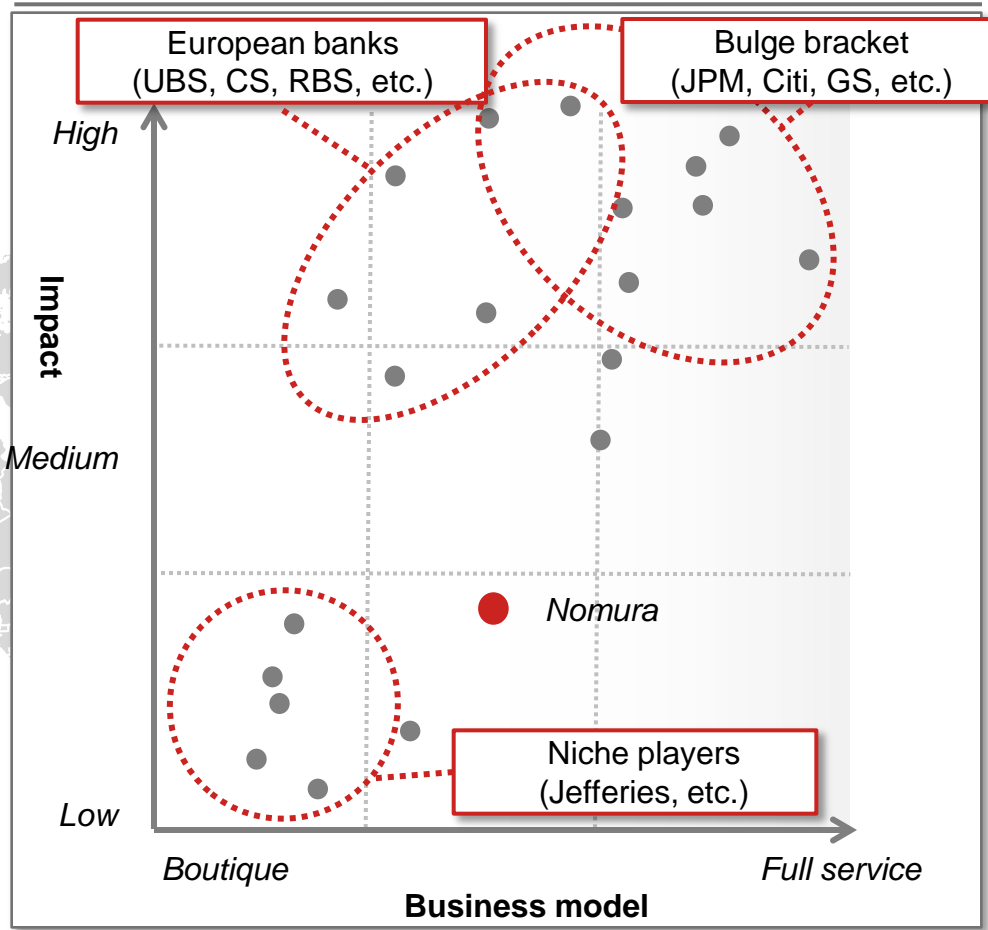 European banks
(UBS, CS, RBS, etc.)
Bulge bracket
(JPM, Citi, GS, etc.)
High
Impact
Medium
Nomura
Niche players
(Jefferies, etc.)
Low
Boutique
Full service
Business model